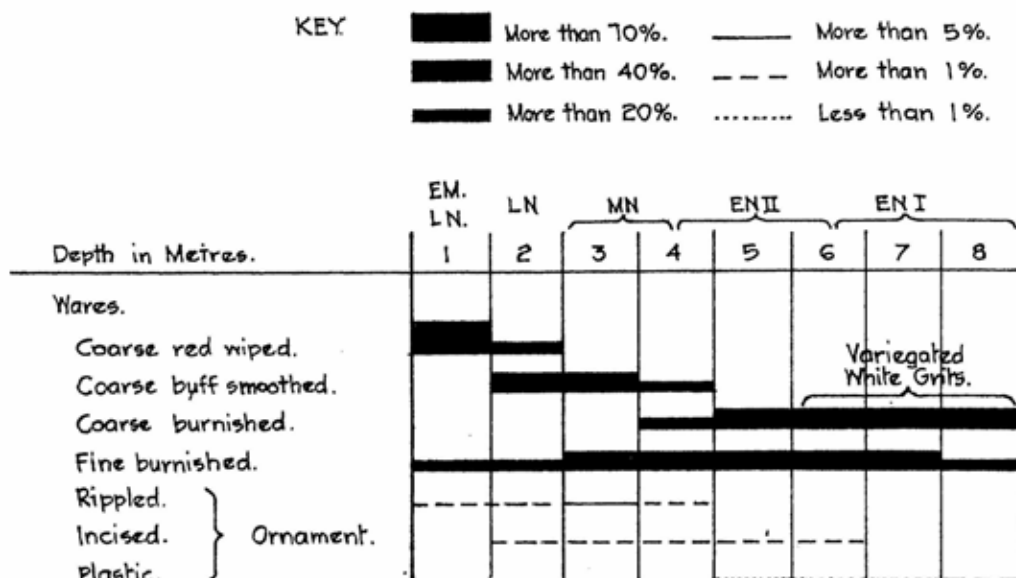 KEY.
More than 70%. More than 5%.
More than 40%. More than 1%.
More than 20%. Less than 1%.
EM.
LN. LN MN EN II EN I
Depth in Metres. 1 2 3 4 5 6 7 8
Wares.
Coarse red wiped.
Variegated
Coarse buff smoothed. White Grits.
Coarse burnished.
Fine burnished.
Rippled.
Incised. Ornament.
Plastic.